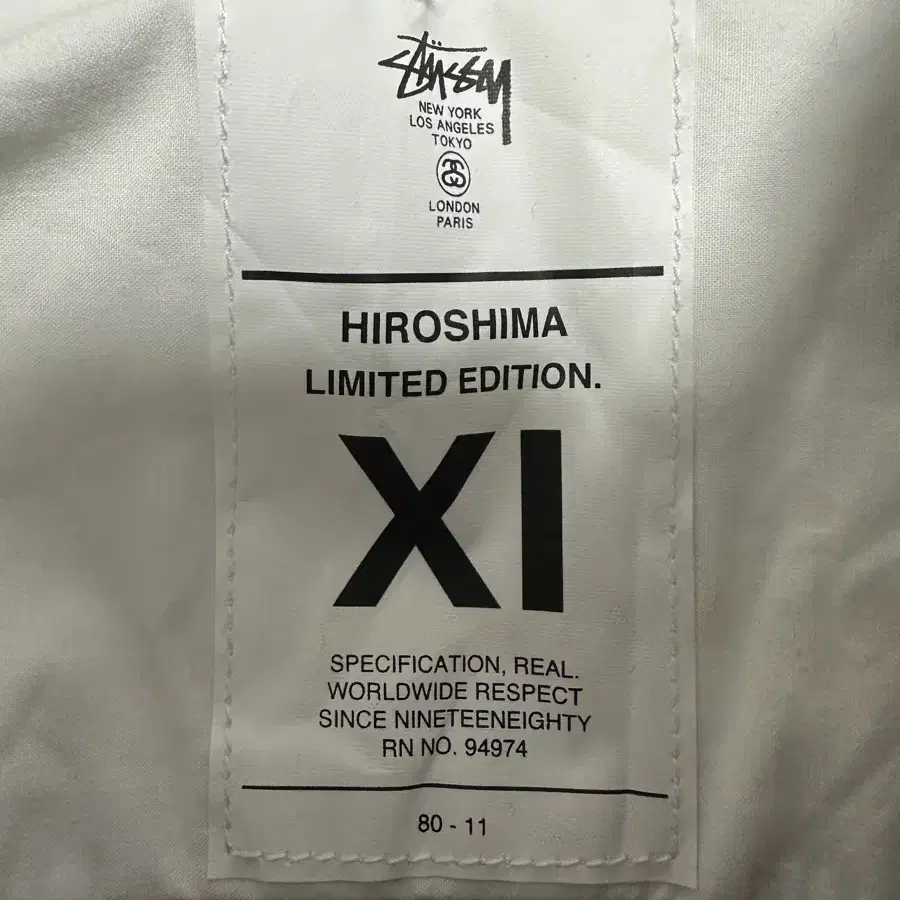 STÜSSY
NEW YORK
LOS ANGELES
TOKYO
LONDON
PARIS
HIROSHIMA
LIMITED EDITION.
XI
SPECIFICATION, REAL.
WORLDWIDE RESPECT
SINCE NINETEENEIGHTY
RN NO. 94974
80 - 11